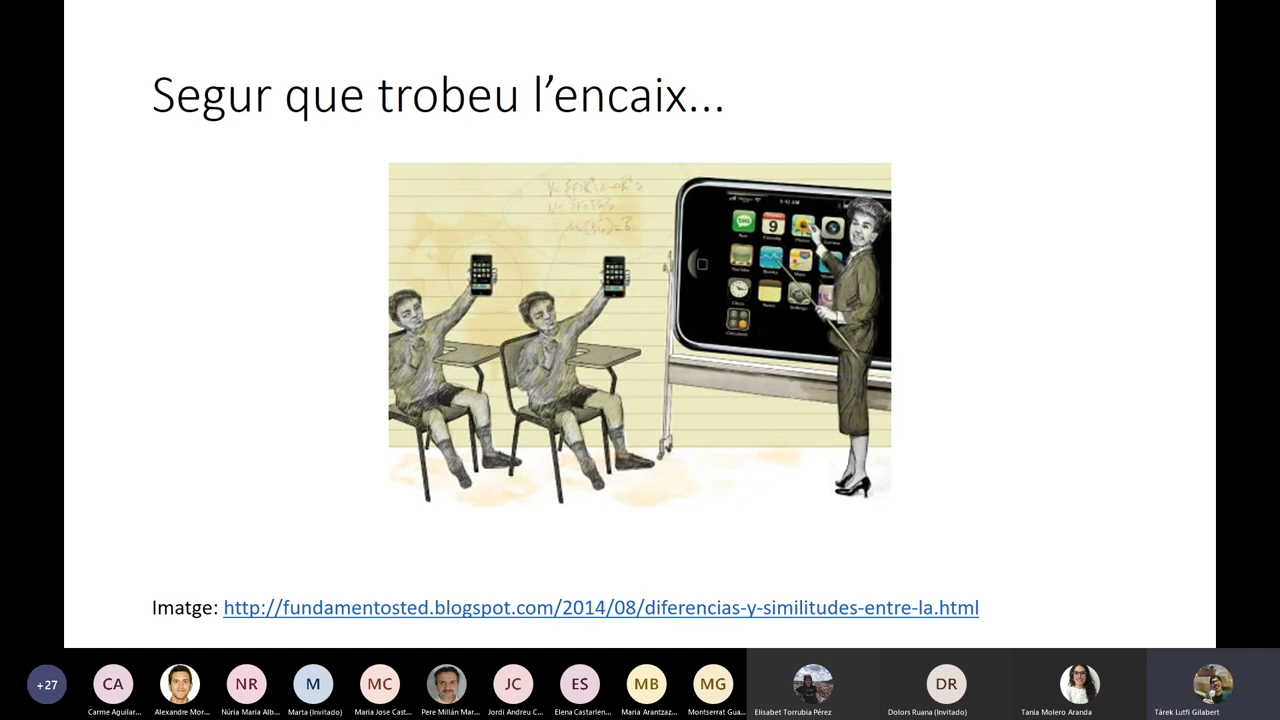 Segur que trobeu l’encaix...
9
Imatge: http://fundamentosted.blogspot.com/2014/08/diferencias-y-similitudes-entre-la.html
+27
CA
NR
M
MC
JC
ES
MB
MG
DR
Carme Aguilar...
Alexandre Mor...
Núria Maria Alb...
Marta (Invitado)
Maria Jose Cast...
Pere Millán Mar...
Jordi Andreu C...
Elena Castarlen...
Maria Arantzaz...
Montserrat Gua...
Elisabet Torrubia Pérez
Dolors Ruana (Invitado)
Tania Molero Aranda
Tárek Lutfi Gilabert